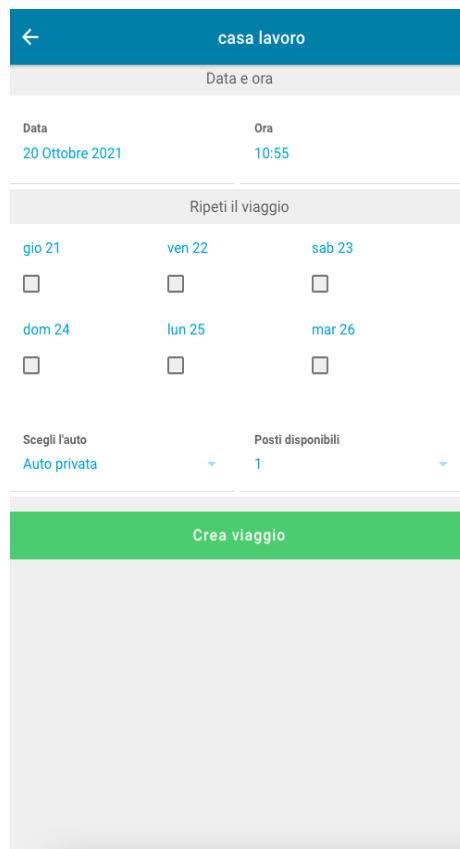 casa lavoro
Data e ora
Data Ora
20 Ottobre 2021 10:55
Ripeti il viaggio
gio 21 ven 22 sab 23
dom 24 lun 25 mar 26
Scegli l'auto Posti disponibili
Auto privata 1
Crea viaggio